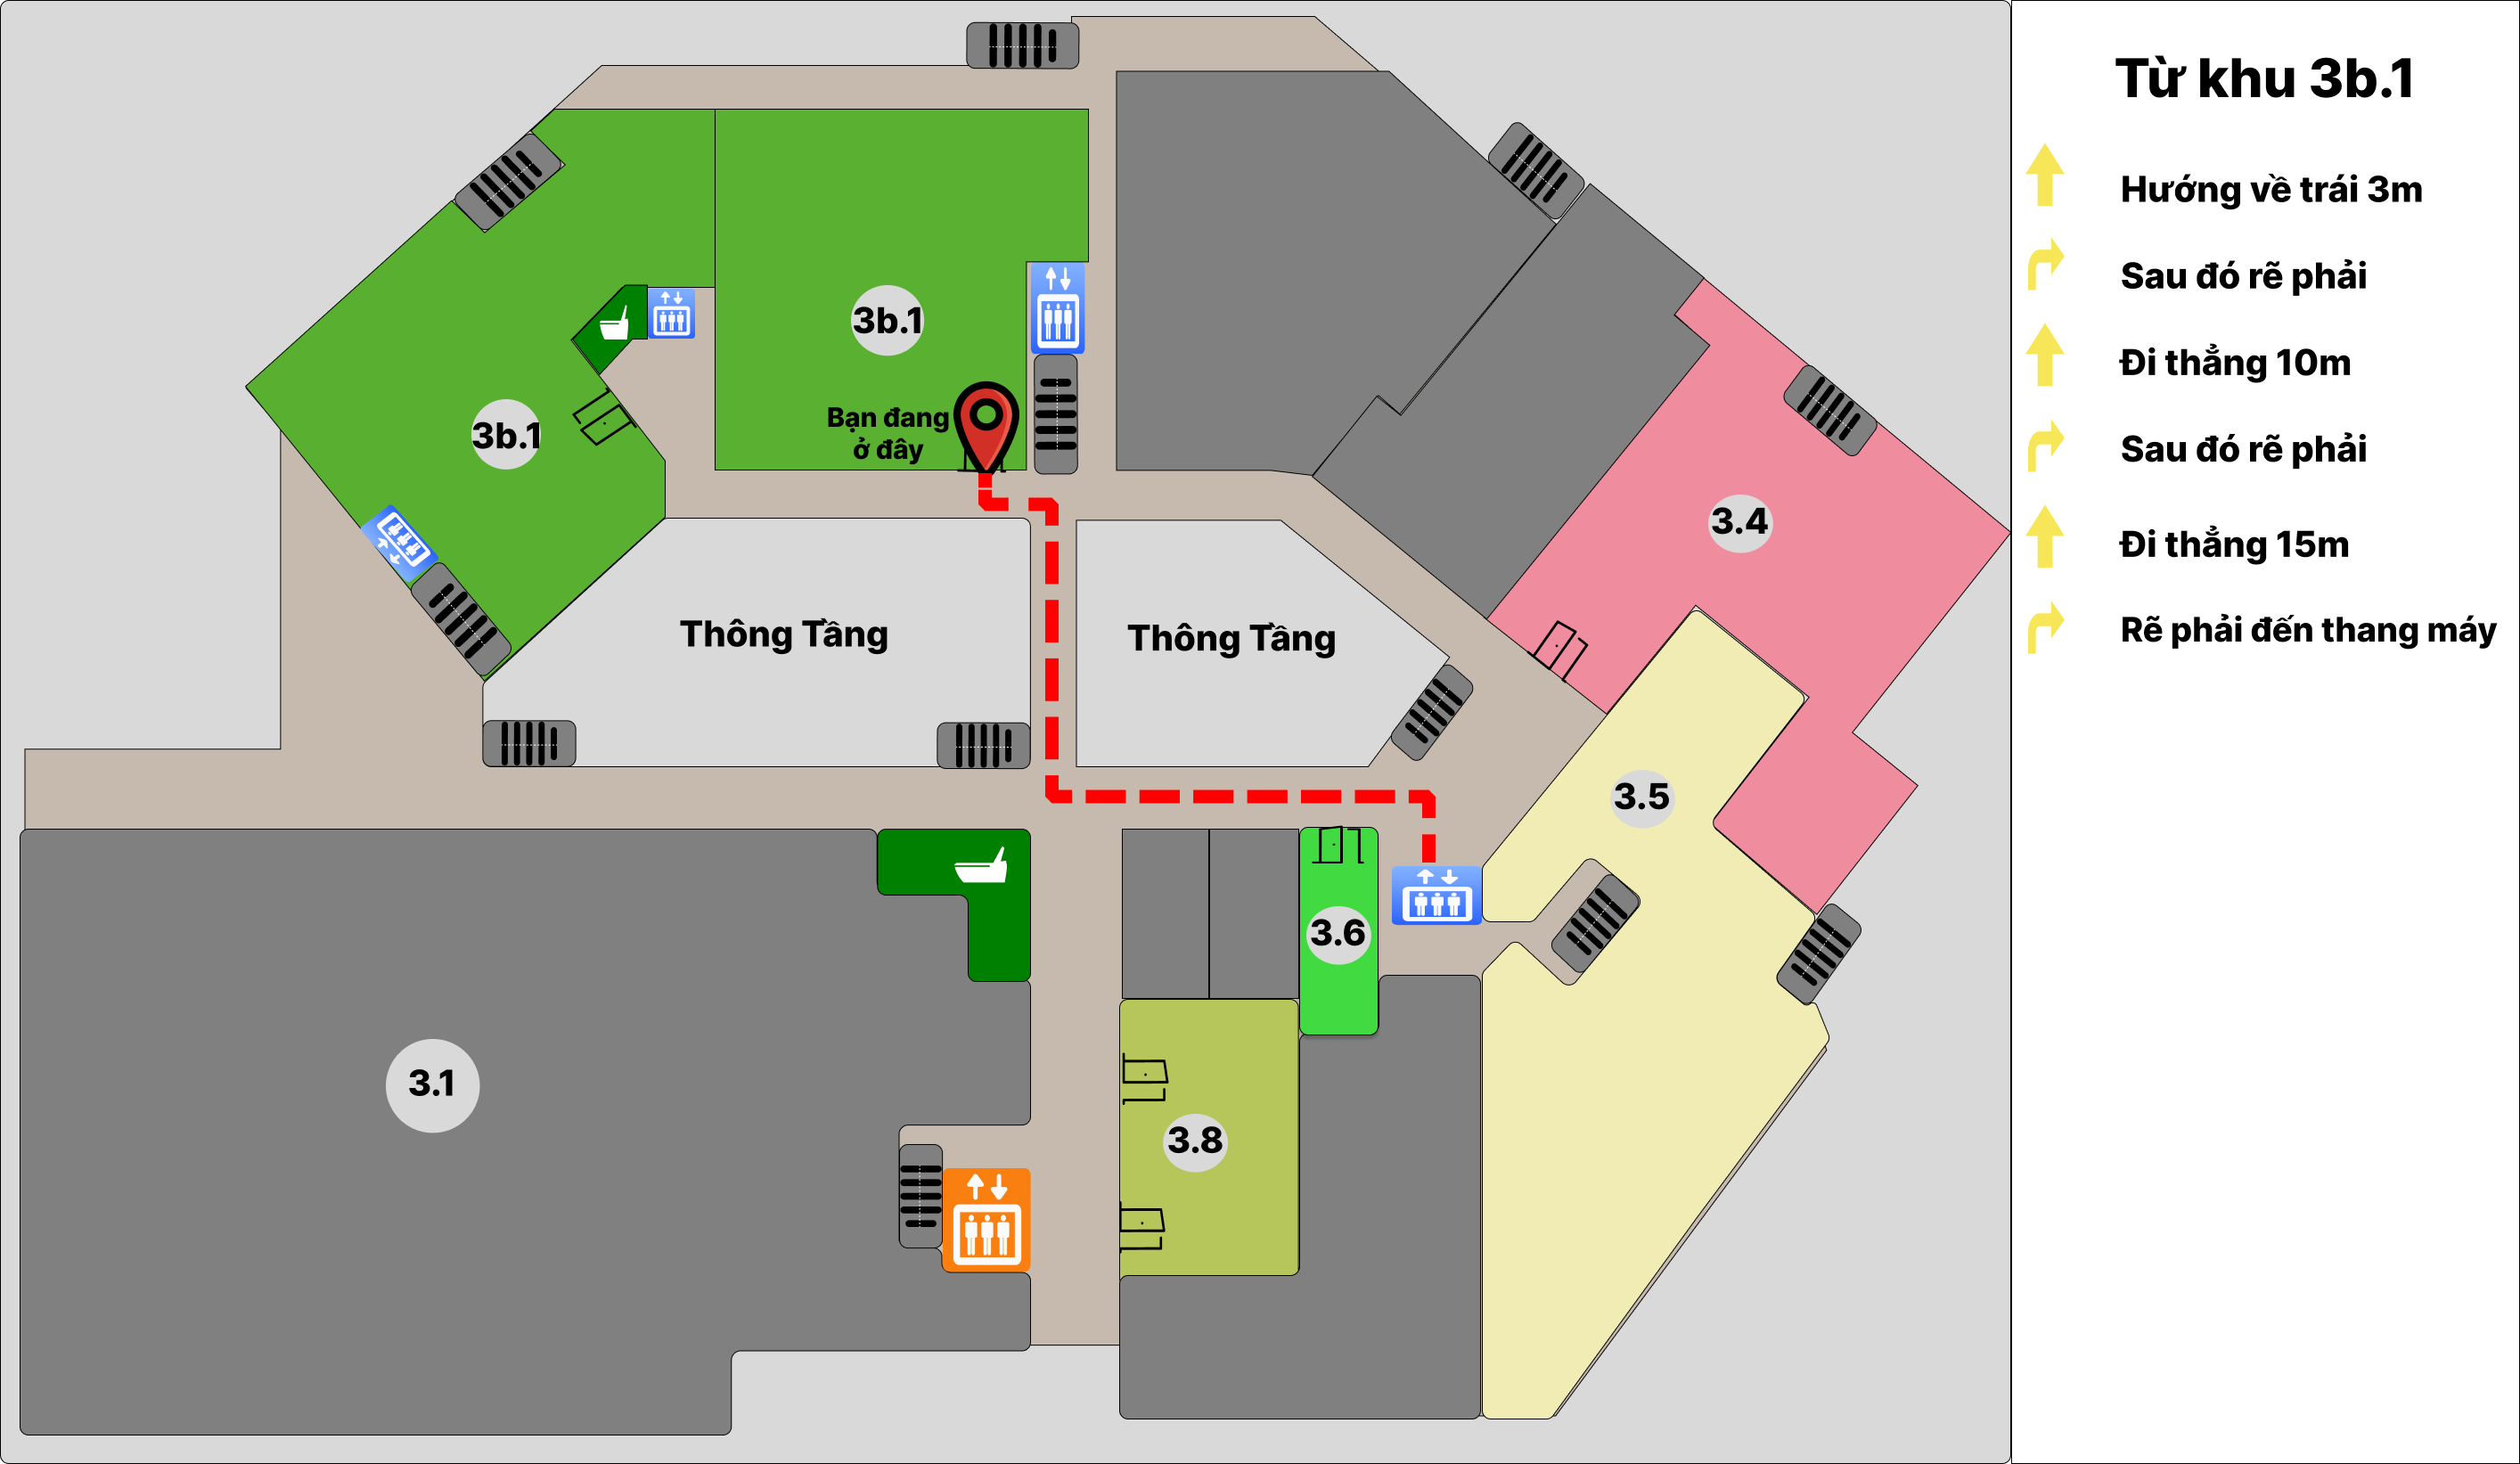 Từ khu 3b.1
Hướng về trái 3m
Sau đó rẽ phải
Đi thẳng 10m
Sau đó rẽ phải
Đi thẳng 15m
Rẽ phải đến thang máy
3b.1
Bạn đang
ở đây
3b.1
3.4
Thông Tầng
Thông Tầng
3.5
3.6
3.1
3.8